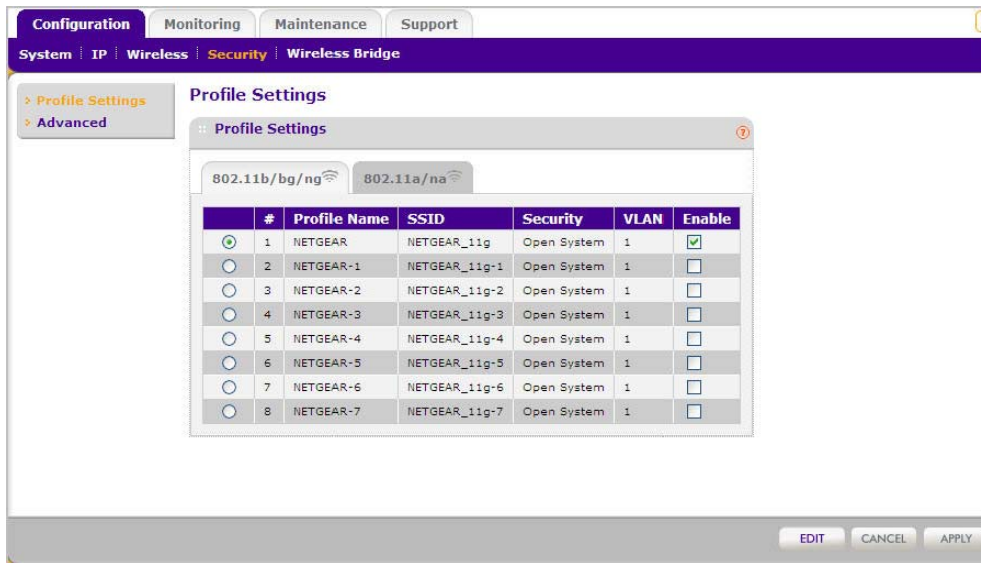 Configuration Monitoring Maintenance Support
System IP Wireless Security Wireless Bridge
Profile Settings
Advanced
Profile Settings
Profile Settings ?
802.11b/bg/ng 802.11a/na
# Profile Name SSID Security VLAN Enable
1 NETGEAR NETGEAR_11g Open System 1
2 NETGEAR-1 NETGEAR_11g-1 Open System 1
3 NETGEAR-2 NETGEAR_11g-2 Open System 1
4 NETGEAR-3 NETGEAR_11g-3 Open System 1
5 NETGEAR-4 NETGEAR_11g-4 Open System 1
6 NETGEAR-5 NETGEAR_11g-5 Open System 1
7 NETGEAR-6 NETGEAR_11g-6 Open System 1
8 NETGEAR-7 NETGEAR_11g-7 Open System 1
EDIT CANCEL APPLY